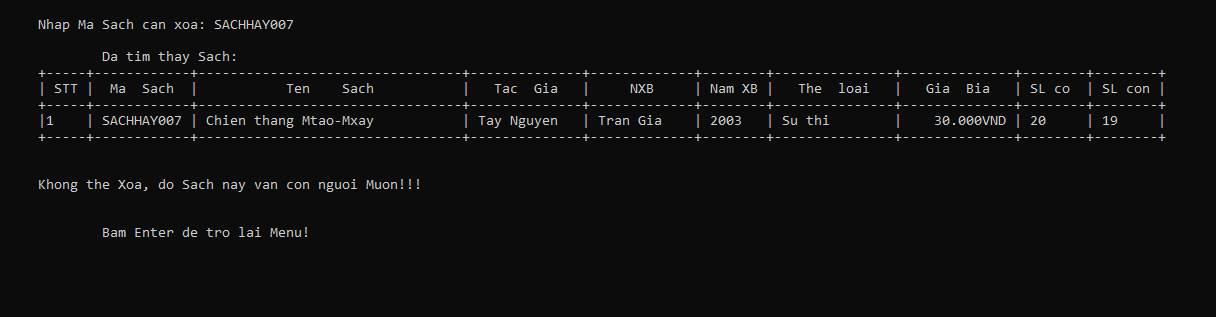 Nhap Ma Sach can xoa: SACHHAY007
Da tim thay Sach:
+-----+------------+---------------------------------+--------------+-------------+--------+---------------+--------------+--------+--------+
| STT |  Ma  Sach  |           Ten    Sach           |   Tac  Gia   |     NXB     | Nam XB |   The  loai   |   Gia  Bia   | SL co  | SL con |
+-----+------------+---------------------------------+--------------+-------------+--------+---------------+--------------+--------+--------+
|1    | SACHHAY007 | Chien thang Mtao-Mxay           | Tay Nguyen   | Tran Gia    | 2003   | Su thi        |    30.000VND | 20     | 19     |
+-----+------------+---------------------------------+--------------+-------------+--------+---------------+--------------+--------+--------+
Khong the Xoa, do Sach nay van con nguoi Muon!!!
Bam Enter de tro lai Menu!